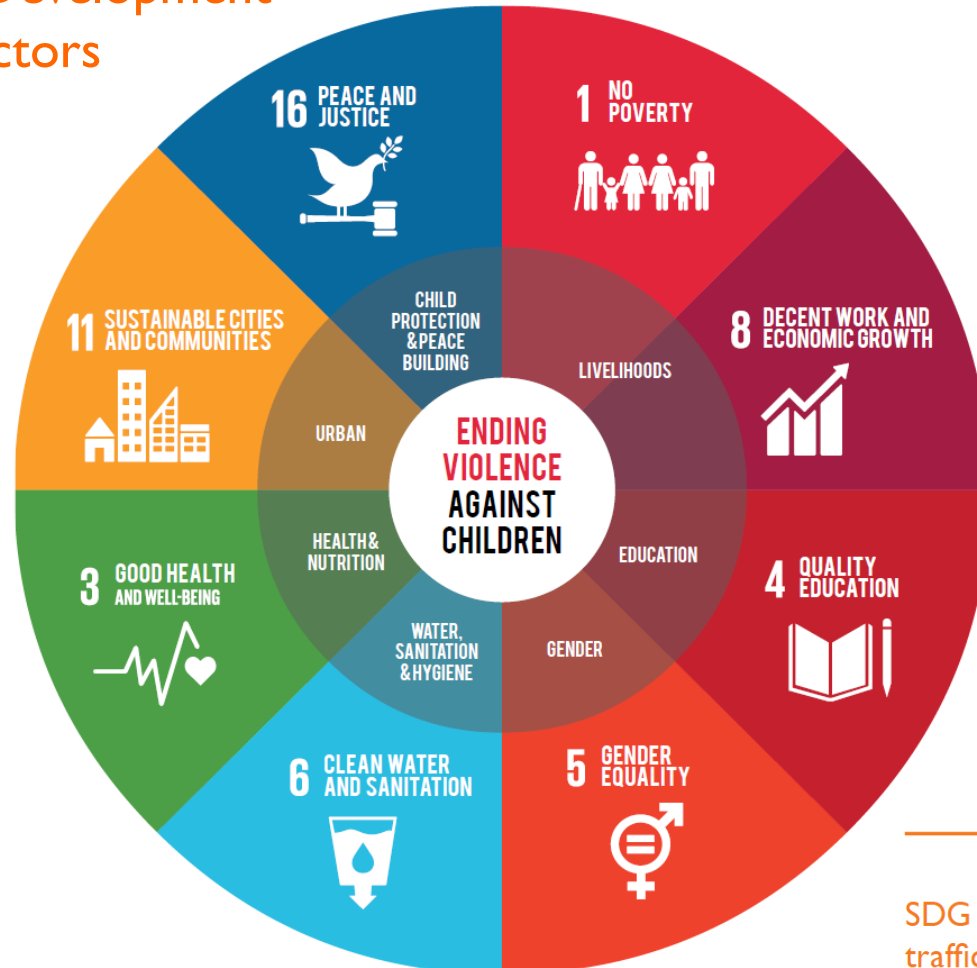 Development
ctors
16 PEACE AND
JUSTICE
1 NO
POVERTY
11 SUSTAINABLE CITIES
AND COMMUNITIES
CHILD
PROTECTION
& PEACE
BUILDING
LIVELIHOODS
8 DECENT WORK AND
ECONOMIC GROWTH
URBAN
ENDING
VIOLENCE
AGAINST
CHILDREN
HEALTH &
NUTRITION
EDUCATION
3 GOOD HEALTH
AND WELL-BEING
4 QUALITY
EDUCATION
WATER,
SANITATION
& HYGIENE
GENDER
6 CLEAN WATER
AND SANITATION
5 GENDER
EQUALITY
SDG
traffic